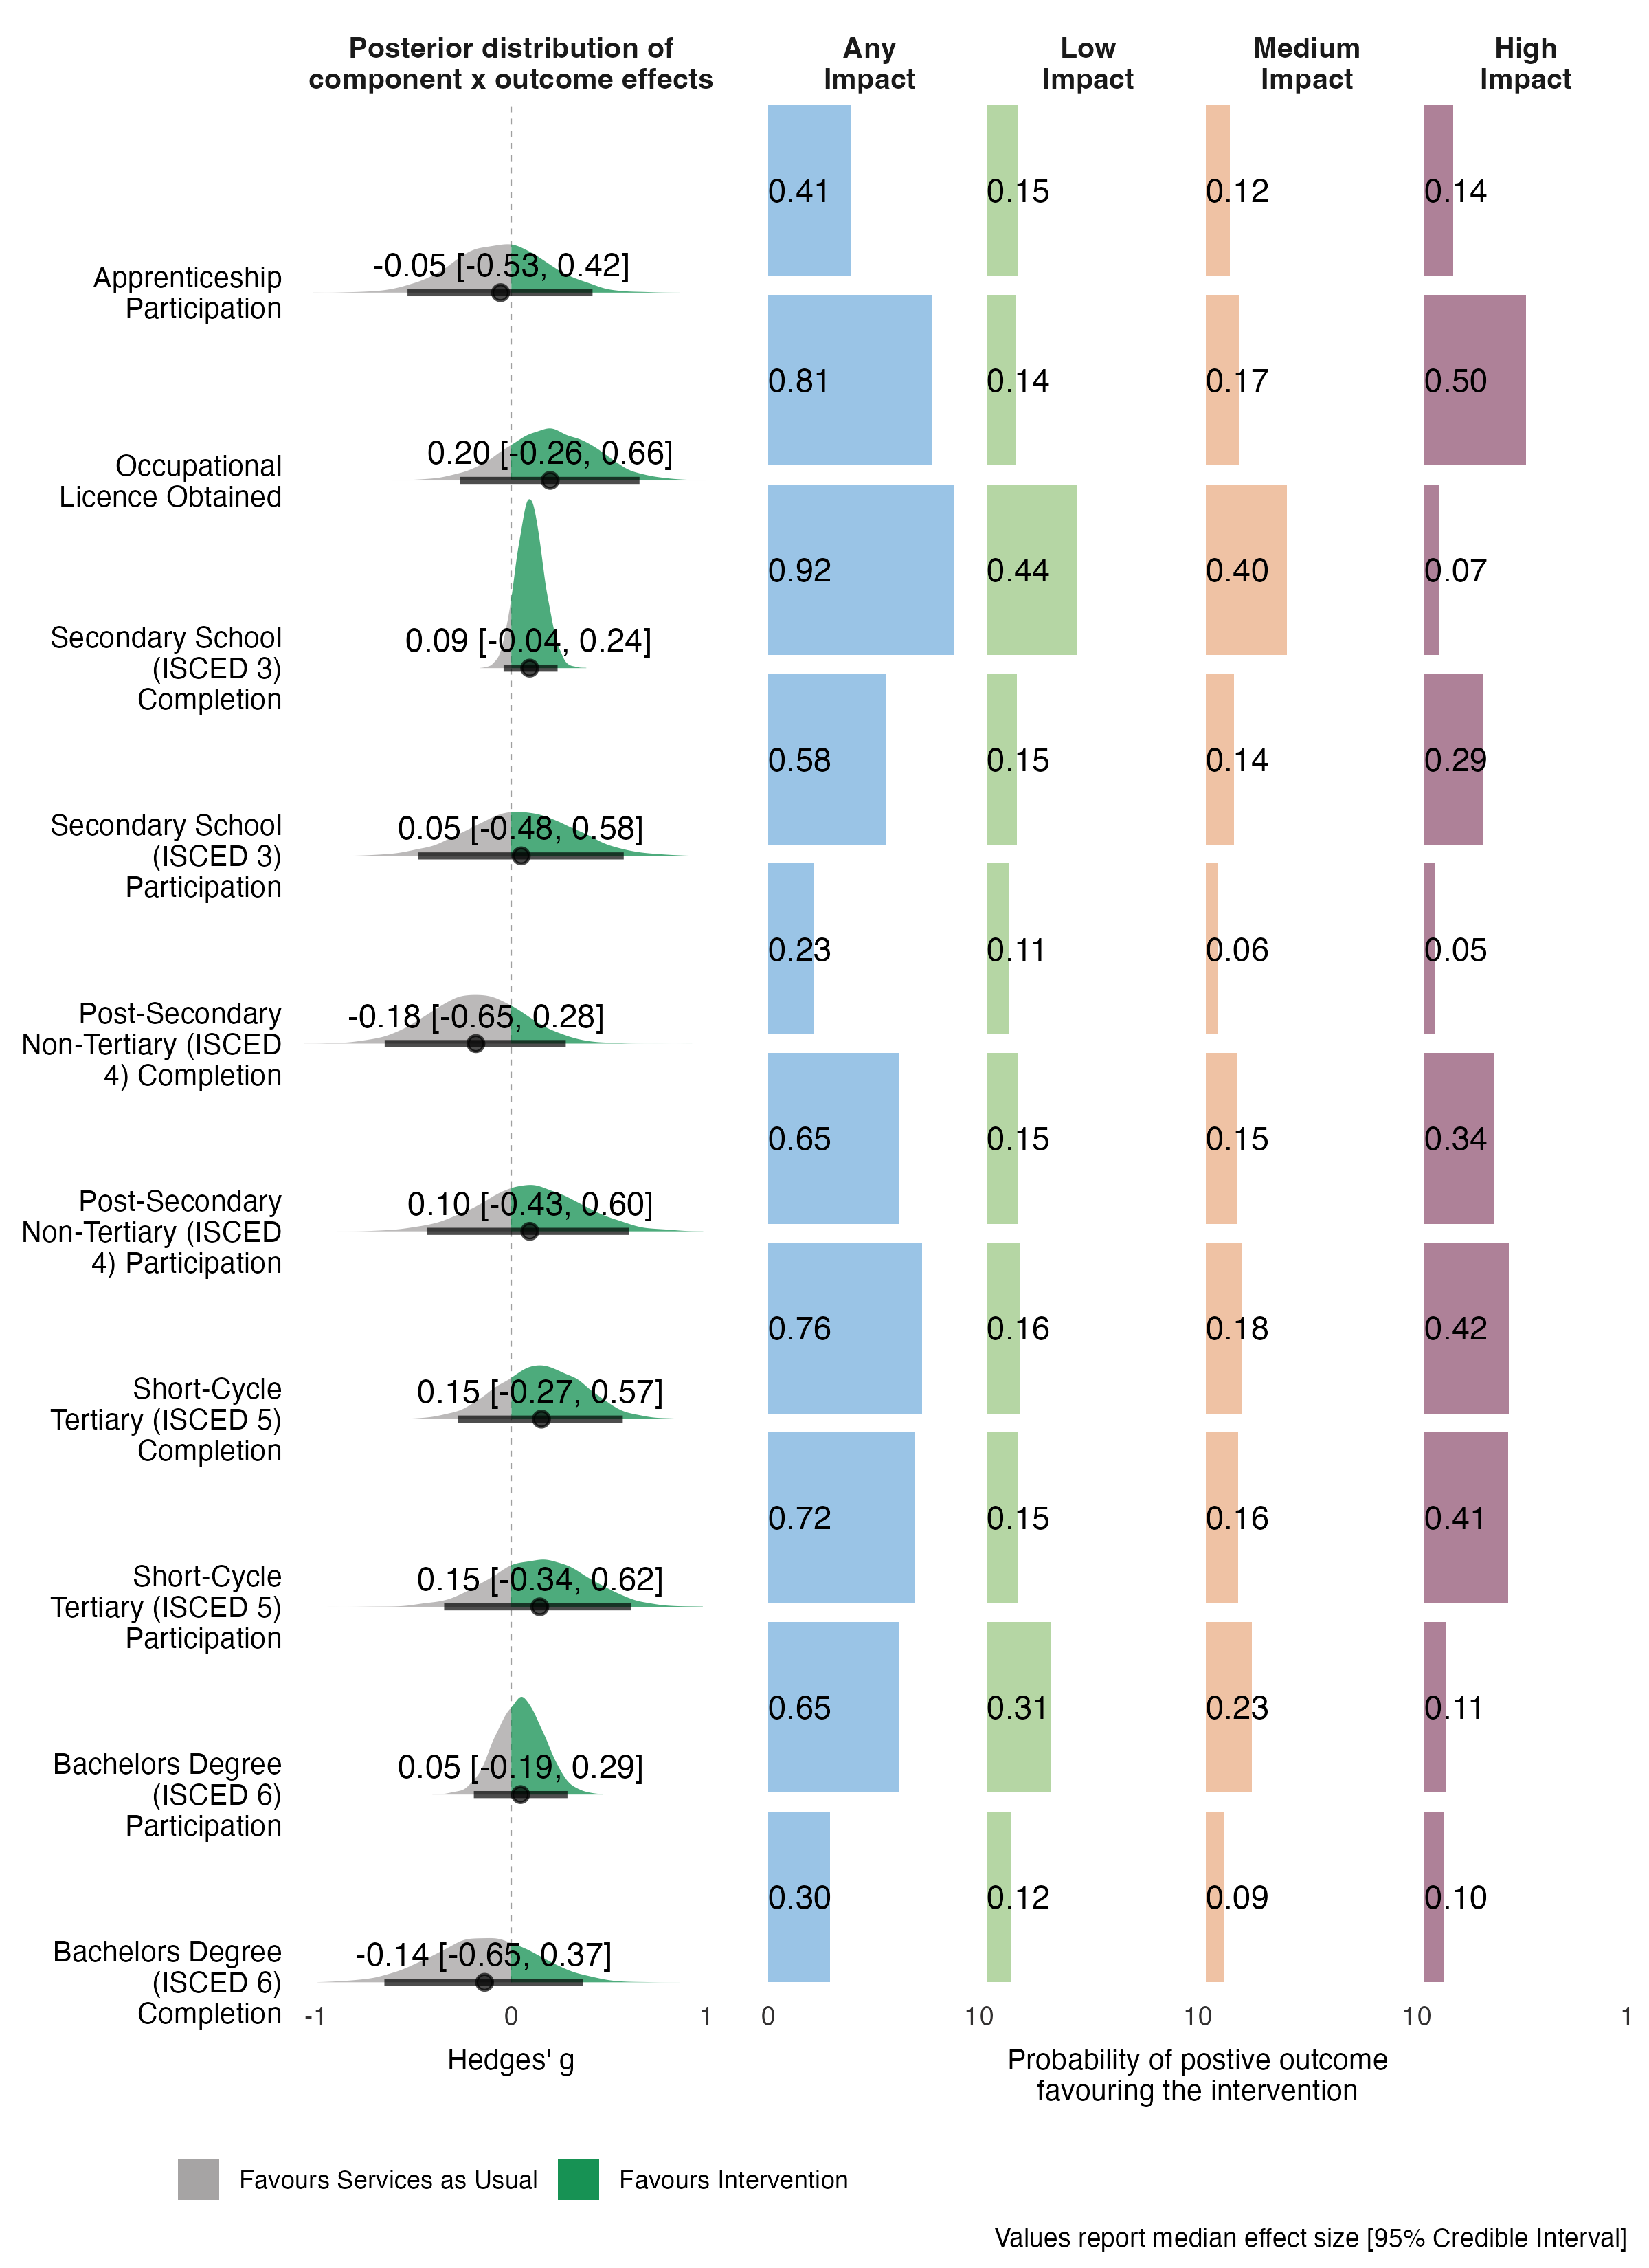 Posterior distribution of
component x outcome effects
Any
Impact
Low
Impact
Medium
Impact
High
Impact
Apprenticeship
Participation
-0.05 [-0.53, 0.42]
0.41
0.15
0.12
0.14
Occupational
Licence Obtained
0.20 [-0.26, 0.66]
0.81
0.14
0.17
0.50
Secondary School
(ISCED 3)
Completion
0.09 [-0.04, 0.24]
0.92
0.44
0.40
0.07
Secondary School
(ISCED 3)
Participation
0.05 [-0.48, 0.58]
0.58
0.15
0.14
0.29
Post-Secondary
Non-Tertiary (ISCED
4) Completion
-0.18 [-0.65, 0.28]
0.23
0.11
0.06
0.05
Post-Secondary
Non-Tertiary (ISCED
4) Participation
0.10 [-0.43, 0.60]
0.65
0.15
0.15
0.34
Short-Cycle
Tertiary (ISCED 5)
Completion
0.15 [-0.27, 0.57]
0.76
0.16
0.18
0.42
Short-Cycle
Tertiary (ISCED 5)
Participation
0.15 [-0.34, 0.62]
0.72
0.15
0.16
0.41
Bachelors Degree
(ISCED 6)
Participation
0.05 [-0.19, 0.29]
0.65
0.31
0.23
0.11
Bachelors Degree
(ISCED 6)
Completion
-0.14 [-0.65, 0.37]
0.30
0.12
0.09
0.10
-1 0 1
0 10 10 10 1
Hedges' g
Probability of postive outcome
favouring the intervention
Favours Services as Usual
Favours Intervention
Values report median effect size [95% Credible Interval]